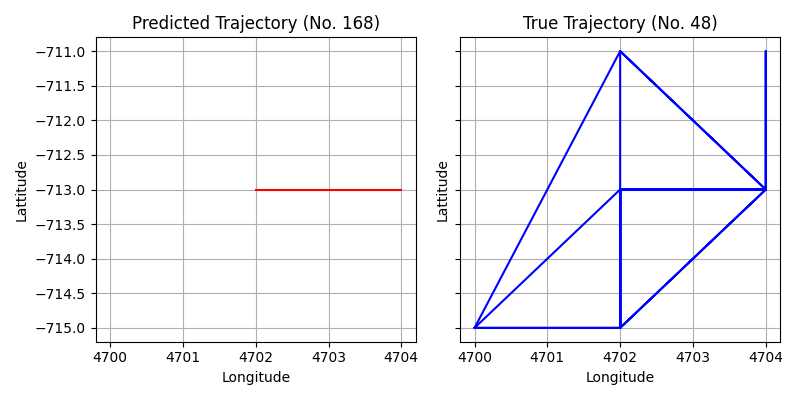 Predicted Trajectory (No. 168)
Lattitude
−711.0
−711.5
−712.0
−712.5
−713.0
−713.5
−714.0
−714.5
−715.0
4700 4701 4702 4703 4704
Longitude
True Trajectory (No. 48)
Lattitude
4700 4701 4702 4703 4704
Longitude